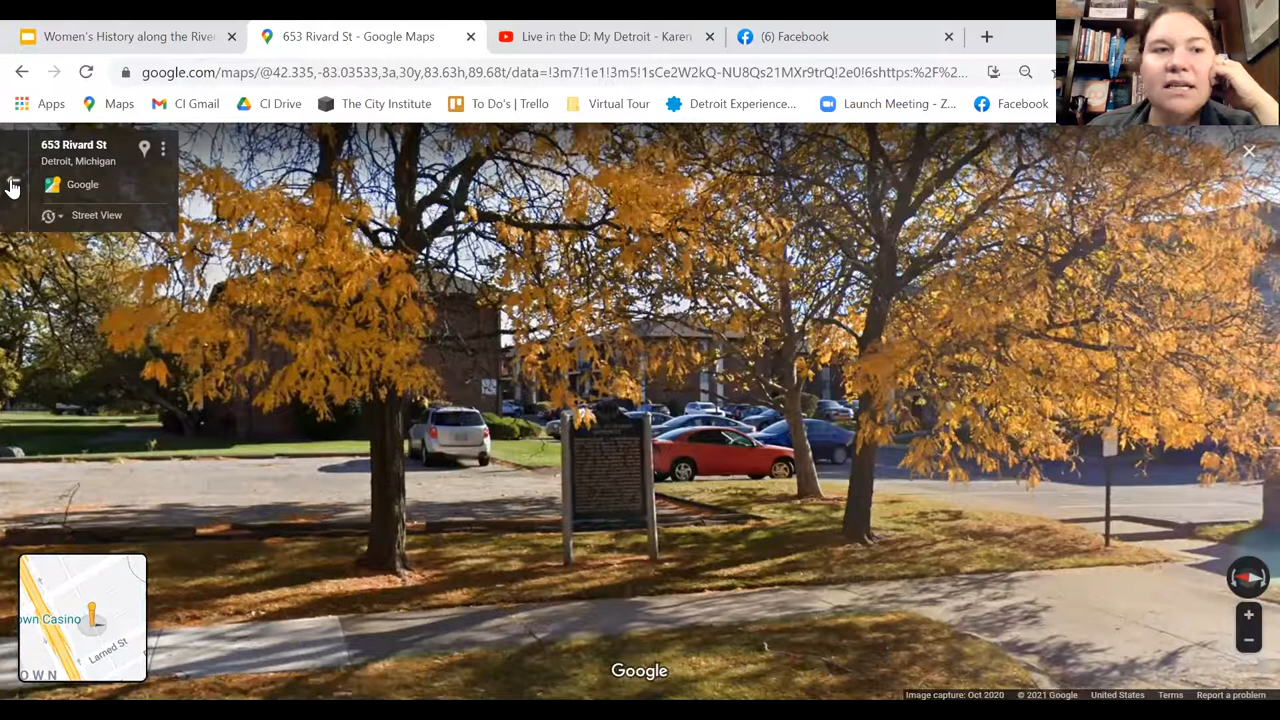 Women's History along the River
653 Rivard St - Google Maps
Live in the D: My Detroit - Karen
(6) Facebook
google.com/maps/@42.335,-83.03533,3a,30y,83.63h,89.68t/data=!3m7!1e1!3m5!1sCe2W2kQ-NU8Qs21MXr9trQ!2e0!6shttps:%2F%2...
Apps
Maps
CI Gmail
CI Drive
The City Institute
To Do's | Trello
Virtual Tour
Detroit Experience...
Launch Meeting - Z...
Facebook
653 Rivard St
Detroit, Michigan
Google
Street View
own Casino
Larned St
OWN
Google
Image capture: Oct 2020 © 2021 Google United States Terms Report a problem